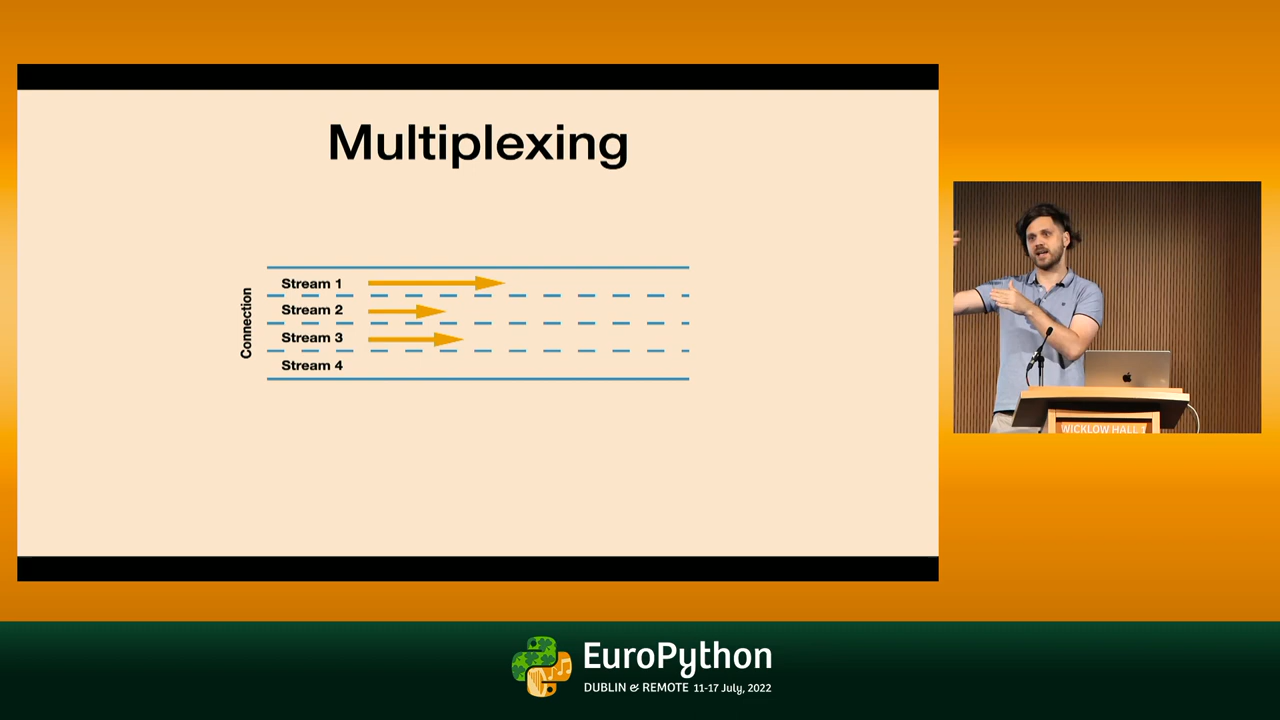 Multiplexing
Connection
Stream 1
Stream 2
Stream 3
Stream 4
WICKLOW HALL 1
EuroPython
DUBLIN & REMOTE 11-17 July, 2022